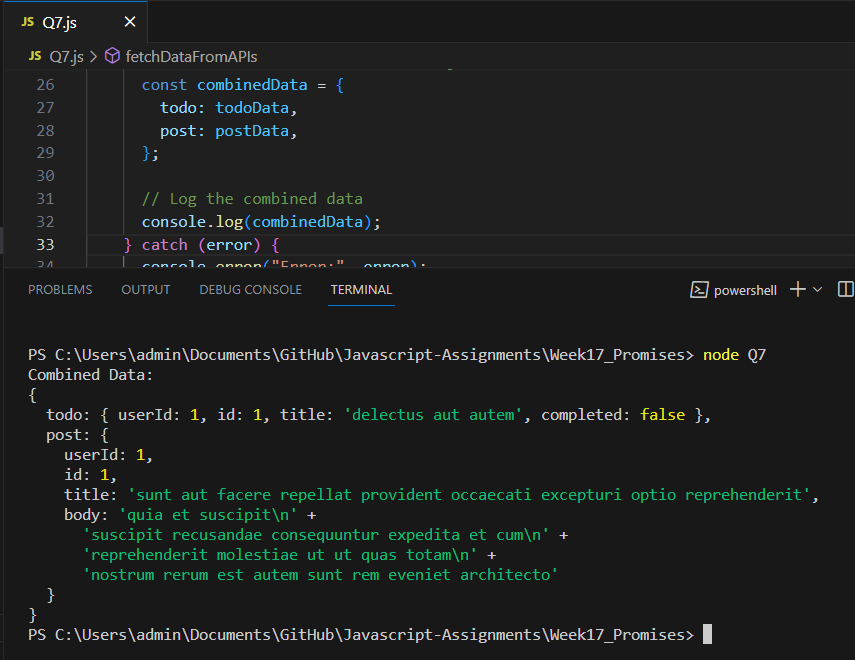 JS Q7.js ×
JS Q7.js > fetchDataFromAPIs
26 const combinedData = {
27 todo: todoData,
28 post: postData,
29 };
30
31 // Log the combined data
32 console.log(combinedData);
33 } catch (error) {
34 console.error("Error:", error);
PROBLEMS OUTPUT DEBUG CONSOLE TERMINAL powershell
PS C:\Users\admin\Documents\GitHub\Javascript-Assignments\Week17_Promises> node Q7
Combined Data:
{
todo: { userId: 1, id: 1, title: 'delectus aut autem', completed: false },
post: {
userId: 1,
id: 1,
title: 'sunt aut facere repellat provident occaecati excepturi optio reprehenderit',
body: 'quia et suscipit\n' +
'suscipit recusandae consequuntur expedita et cum\n' +
'reprehenderit molestiae ut ut quas totam\n' +
'nostrum rerum est autem sunt rem eveniet architecto'
}
}
PS C:\Users\admin\Documents\GitHub\Javascript-Assignments\Week17_Promises>